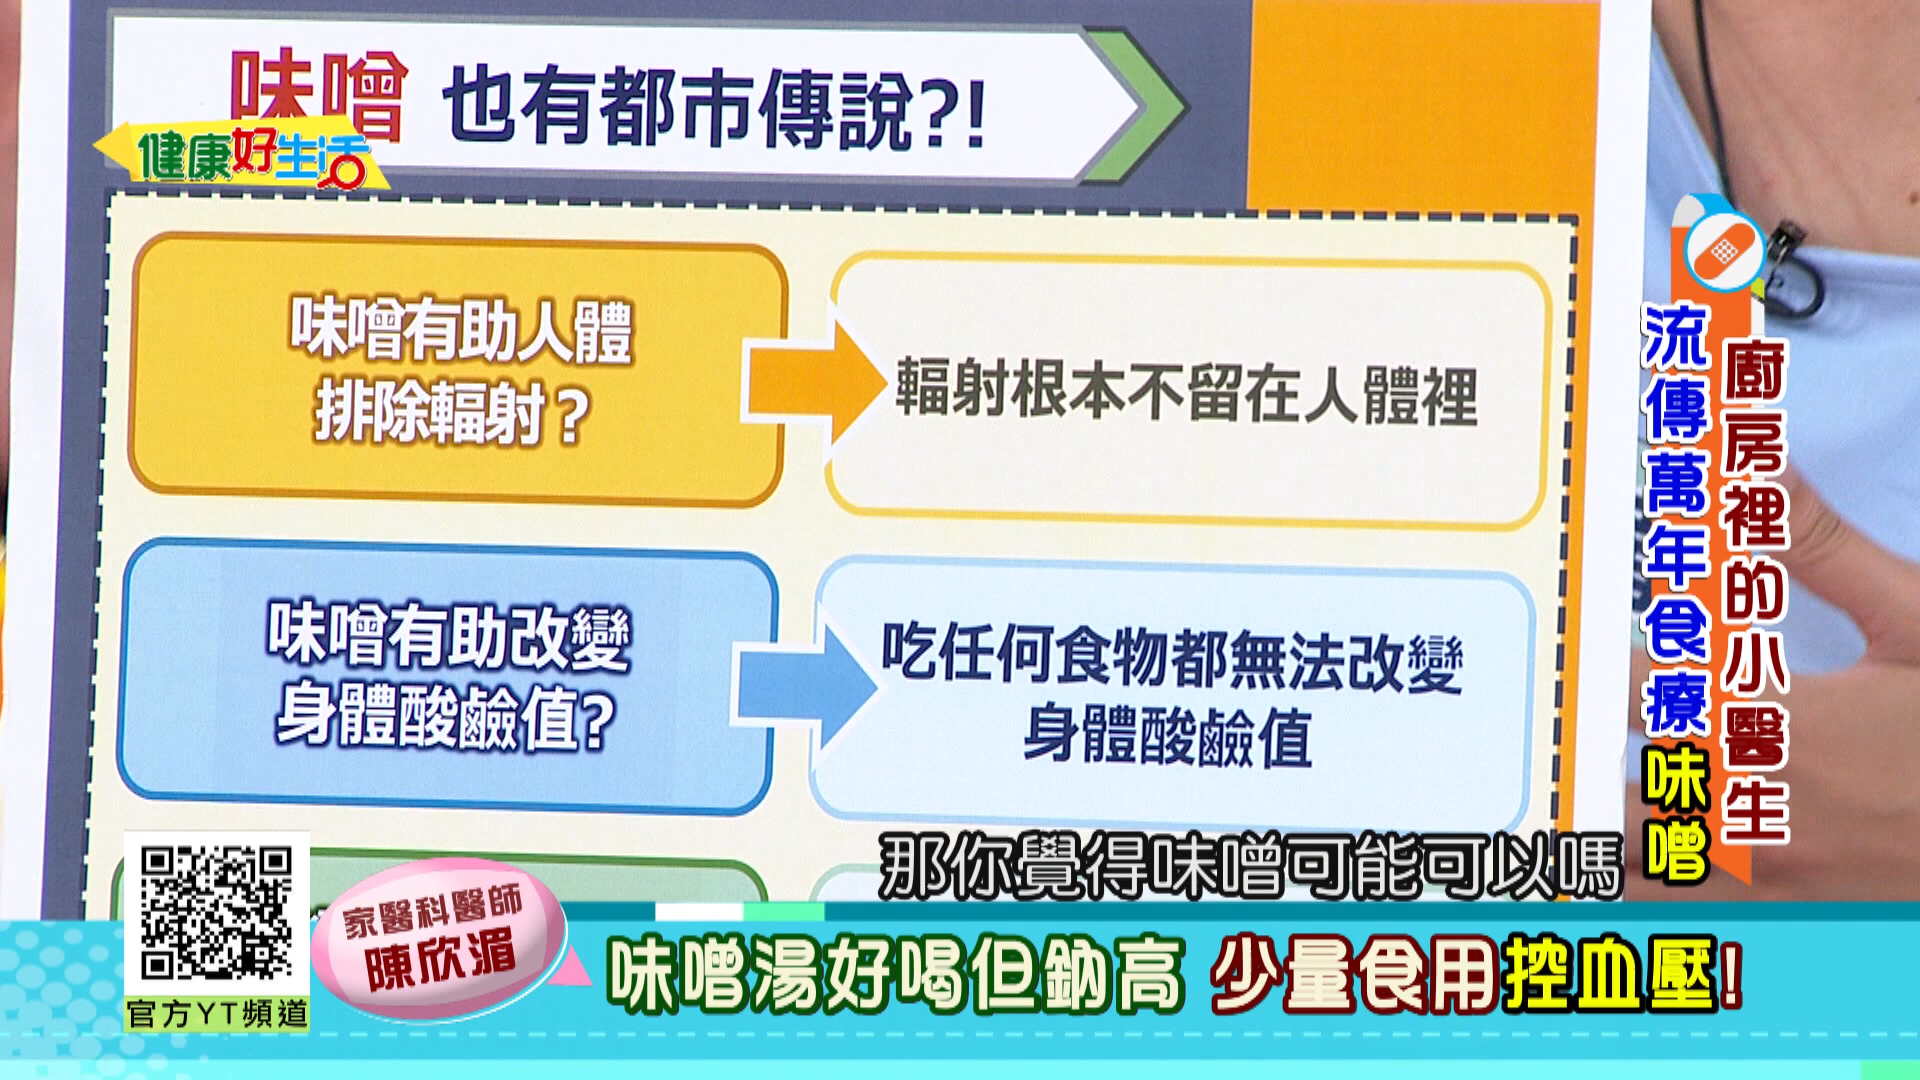 味噌 也有都市傳說?!
健康好生活
味噌有助人體
排除輻射？
輻射根本不留在人體裡
味噌有助改變
身體酸鹼值?
吃任何食物都無法改變
身體酸鹼值
廚房裡的小醫生
流傳萬年食療味噌
那你覺得味噌可能可以嗎
家醫科醫師
陳欣湄
味噌湯好喝但鈉高 少量食用控血壓!
官方YT頻道